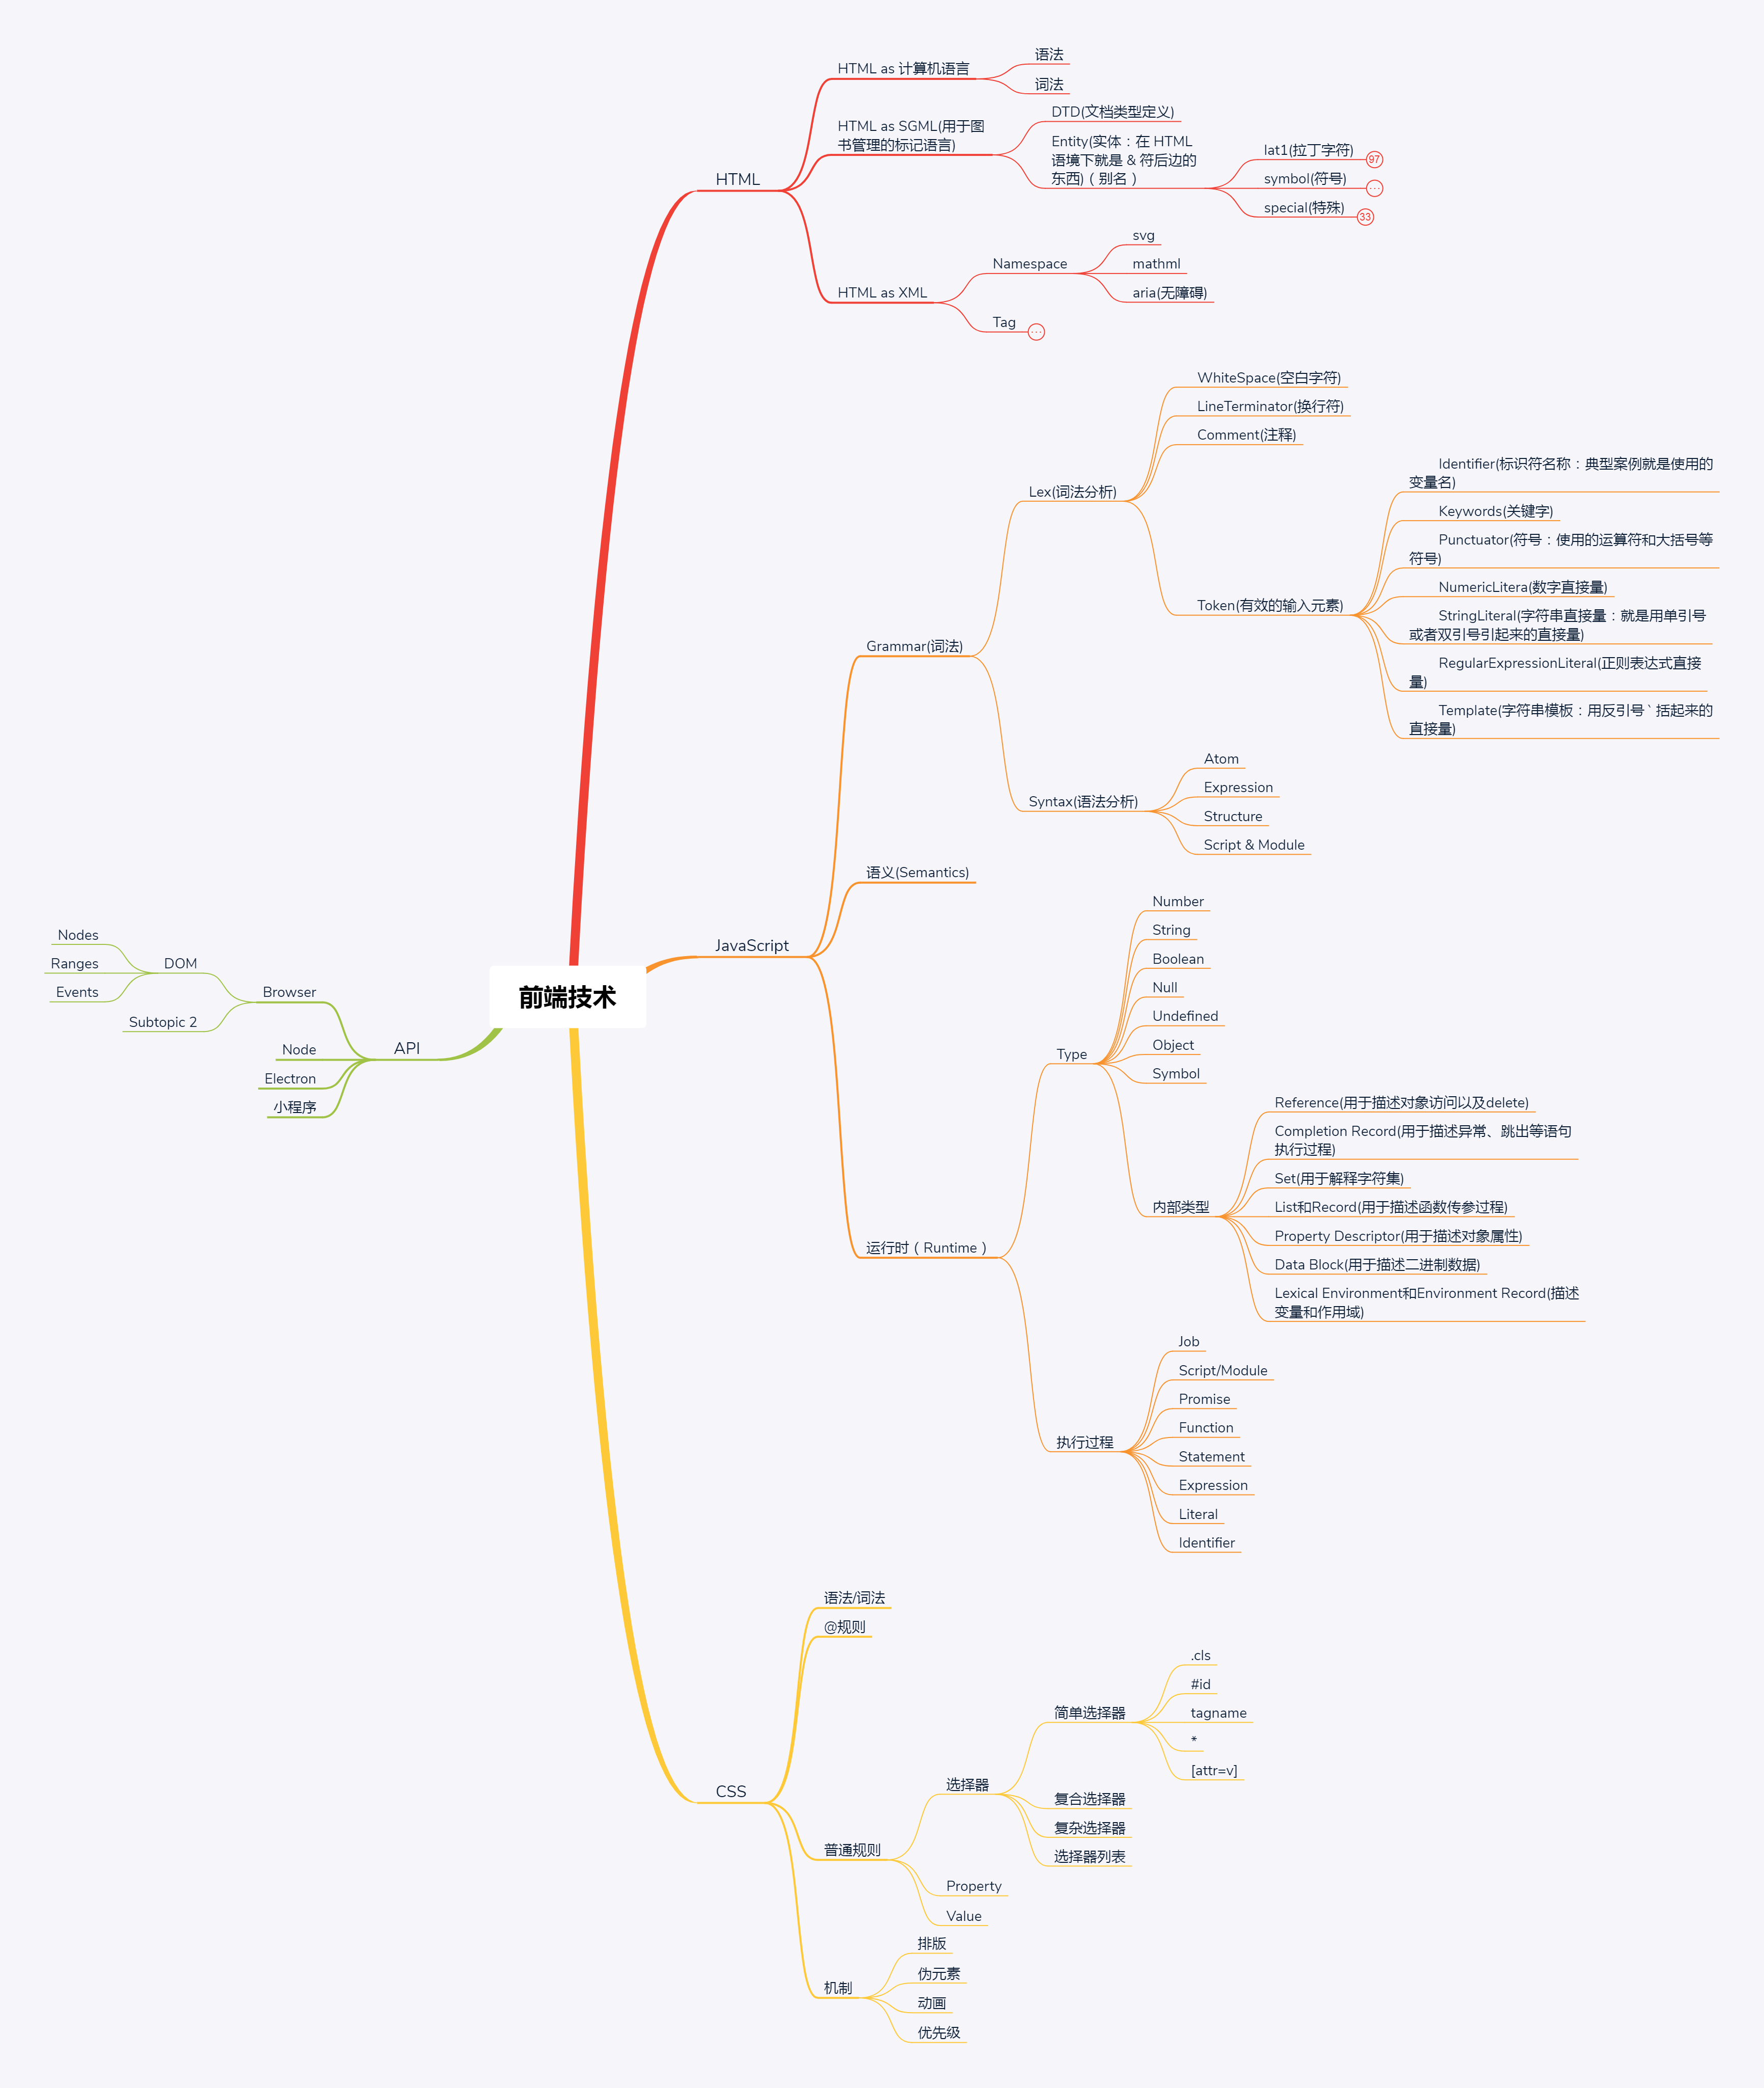 前端技术
HTML
HTML as 计算机语言
语法
词法
HTML as SGML(用于图
书管理的标记语言)
DTD(文档类型定义)
Entity(实体：在 HTML
语境下就是 & 符后边的
东西)（别名）
lat1(拉丁字符)
97
symbol(符号)
...
special(特殊)
33
HTML as XML
Namespace
svg
mathml
aria(无障碍)
Tag
...
JavaScript
Grammar(词法)
Lex(词法分析)
WhiteSpace(空白字符)
LineTerminator(换行符)
Comment(注释)
Token(有效的输入元素)
Identifier(标识符名称：典型案例就是使用的
变量名)
Keywords(关键字)
Punctuator(符号：使用的运算符和大括号等
符号)
NumericLitera(数字直接量)
StringLiteral(字符串直接量：就是用单引号
或者双引号引起来的直接量)
RegularExpressionLiteral(正则表达式直接
量)
Template(字符串模板：用反引号` 括起来的
直接量)
Syntax(语法分析)
Atom
Expression
Structure
Script & Module
语义(Semantics)
运行时（Runtime）
Type
Number
String
Boolean
Null
Undefined
Object
Symbol
内部类型
Reference(用于描述对象访问以及delete)
Completion Record(用于描述异常、跳出等语句
执行过程)
Set(用于解释字符集)
List和Record(用于描述函数传参过程)
Property Descriptor(用于描述对象属性)
Data Block(用于描述二进制数据)
Lexical Environment和Environment Record(描述
变量和作用域)
执行过程
Job
Script/Module
Promise
Function
Statement
Expression
Literal
Identifier
CSS
语法/词法
@规则
普通规则
选择器
简单选择器
.cls
#id
tagname
*
[attr=v]
复合选择器
复杂选择器
选择器列表
Property
Value
机制
排版
伪元素
动画
优先级
API
Browser
DOM
Nodes
Ranges
Events
Subtopic 2
Node
Electron
小程序